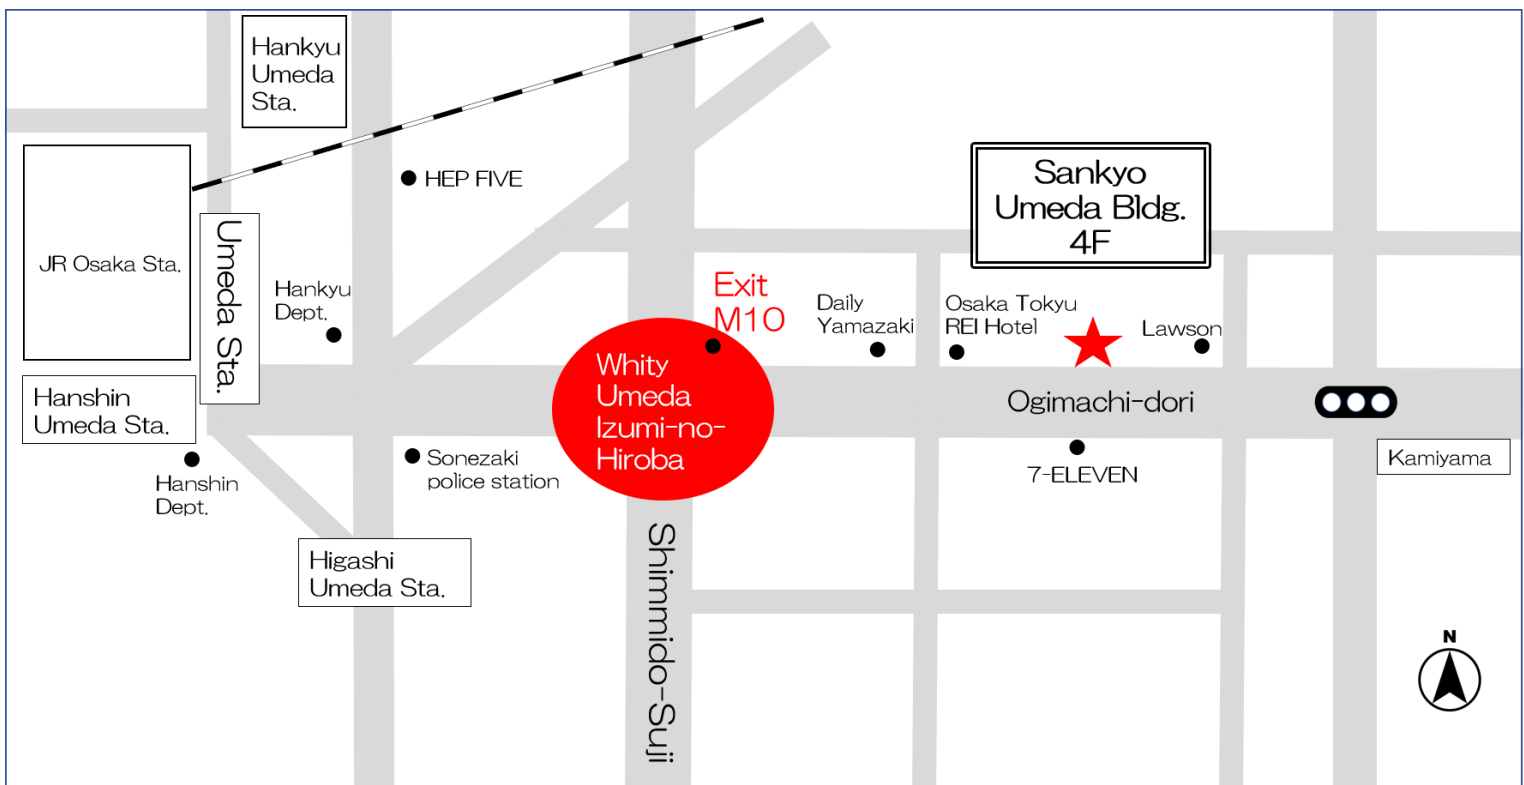 Hankyu
Umeda
Sta.
HEP FIVE
JR Osaka Sta.
Umeda Sta.
Sankyo
Umeda Bldg.
4F
Hankyu
Dept.
Exit
M10
Daily
Yamazaki
Osaka Tokyu
REI Hotel
Lawson
Hanshin
Umeda Sta.
Whity
Umeda
Izumi-no-
Hiroba
Ogimachi-dori
Hanshin
Dept.
Sonezaki
police station
7-ELEVEN
Kamiyama
Higashi
Umeda Sta.
Shimmido-Suji
N